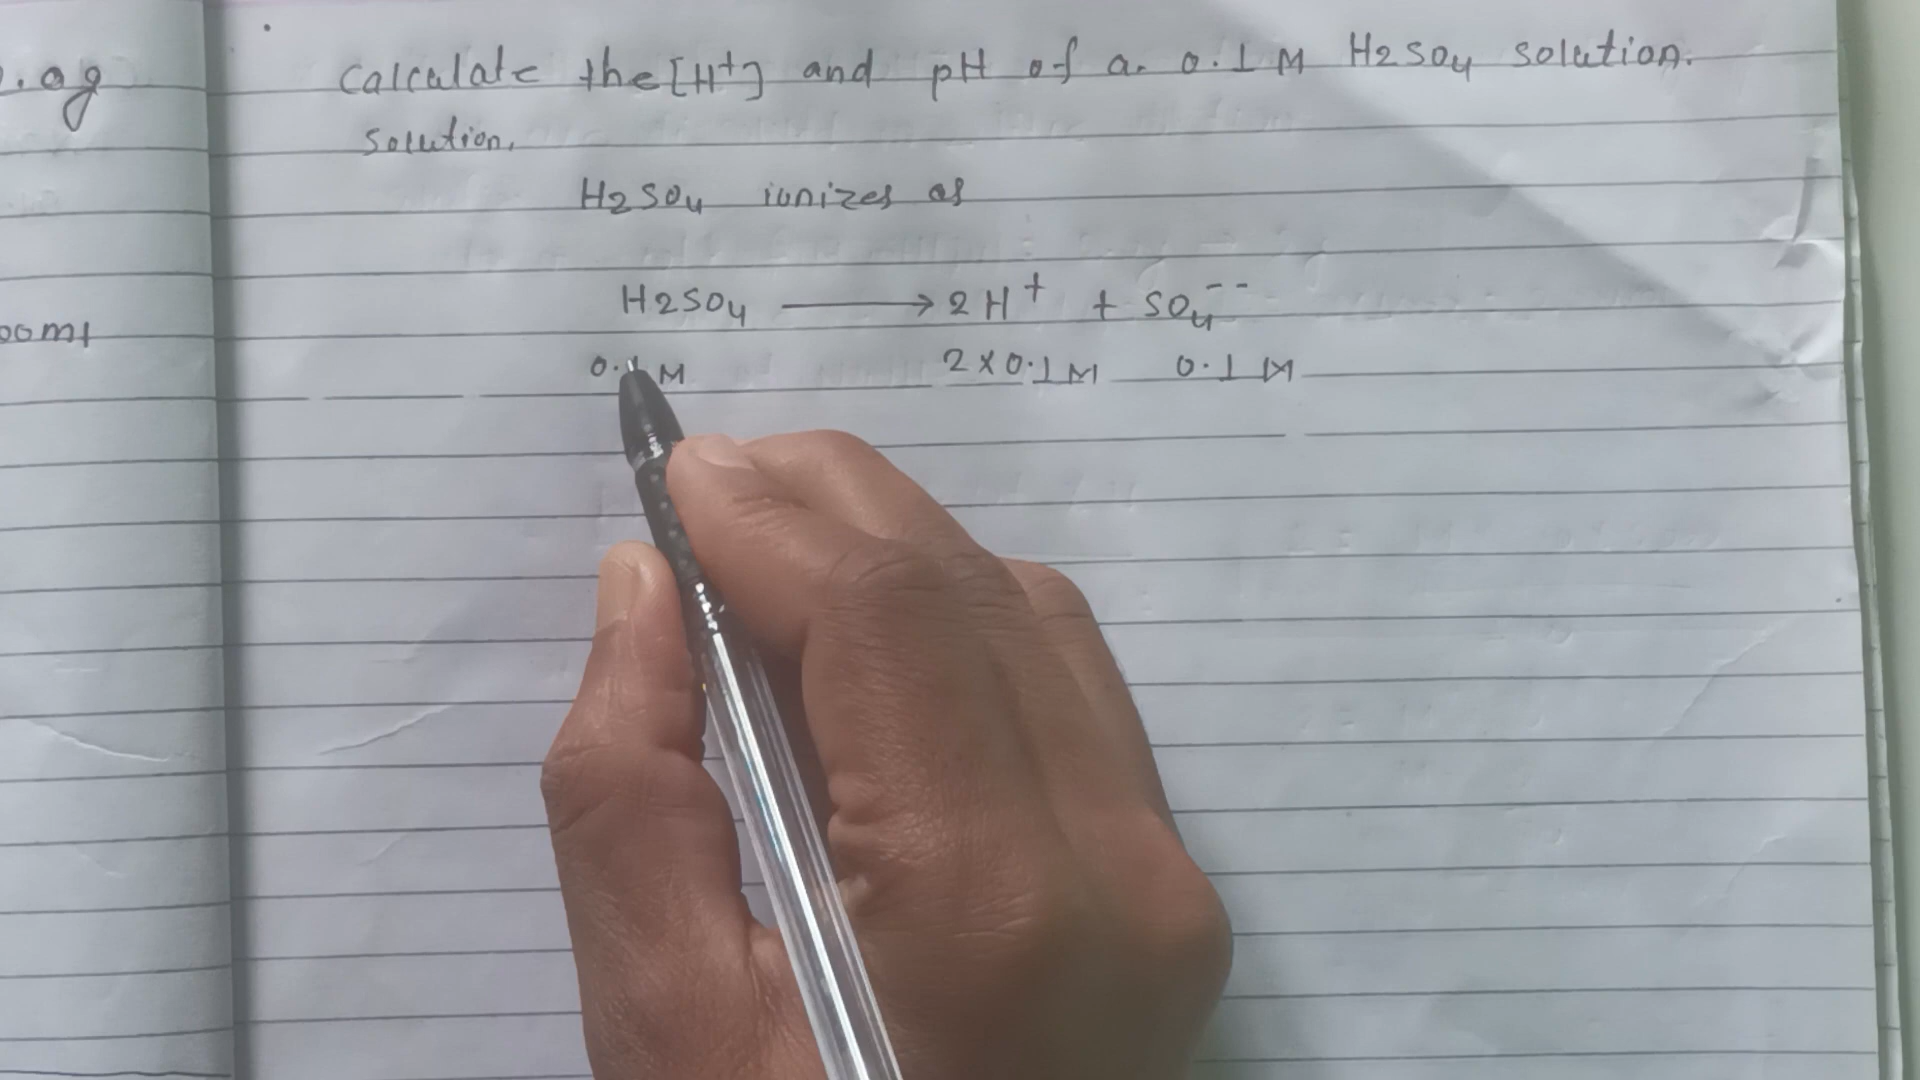 Calculate the [H+] and pH of a 0.1 M H2SO4 solution.
Solution.
H2SO4 ionizes as
H2SO4 → 2H+ + SO4--
0.1 M 2 x 0.1 M 0.1 M